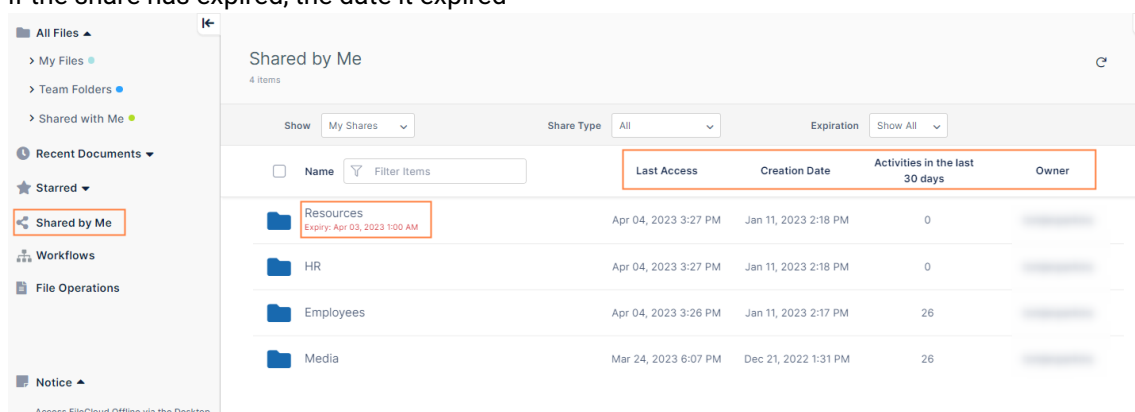 If the share has expired, the date it expired
All Files
My Files
Team Folders
Shared with Me
Recent Documents
Starred
Shared by Me
Workflows
File Operations
Notice
Access FileCloud Offline via the Desktop
Shared by Me
4 items
Show My Shares Share Type All Expiration Show All
Name Filter Items Last Access Creation Date Activities in the last
30 days Owner
Resources Apr 04, 2023 3:27 PM Jan 11, 2023 2:18 PM 0
Expiry: Apr 03, 2023 1:00 AM
HR Apr 04, 2023 3:27 PM Jan 11, 2023 2:18 PM 0
Employees Apr 04, 2023 3:26 PM Jan 11, 2023 2:17 PM 26
Media Mar 24, 2023 6:07 PM Dec 21, 2022 1:31 PM 26